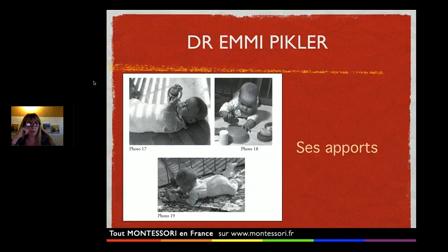 DR EMMI PIKLER
Photo 17
Photo 18
Ses apports
Photo 19
Tout MONTESSORI en France sur www.montessori.fr